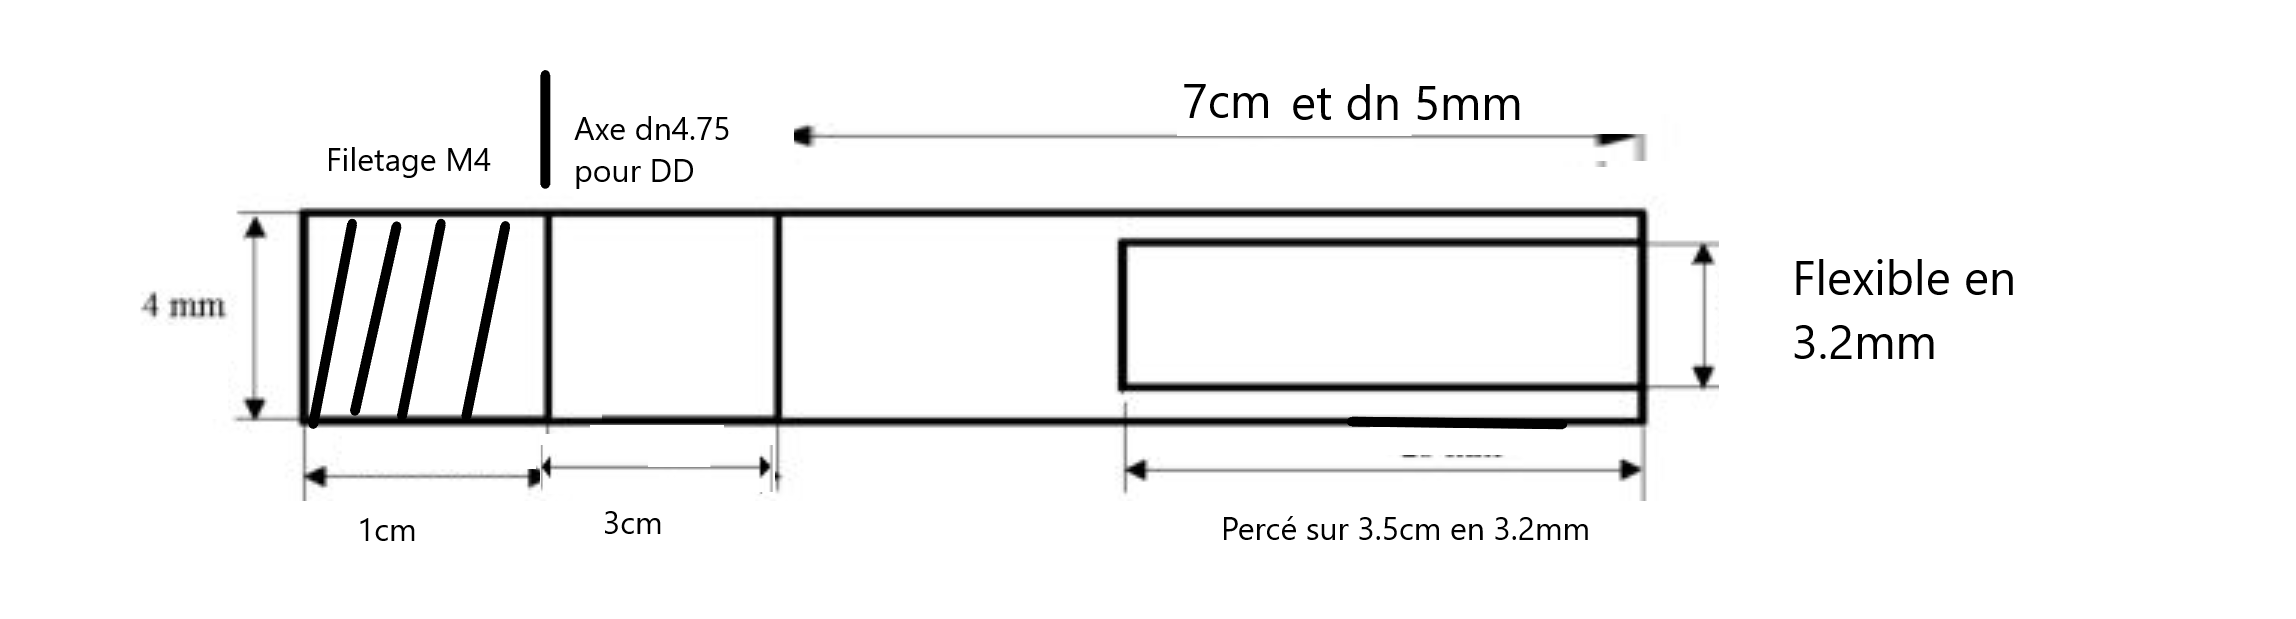 7cm et dn 5mm
Axe dn4.75
pour DD
Filetage M4
4 mm
Flexible en
3.2mm
1cm
3cm
Percé sur 3.5cm en 3.2mm